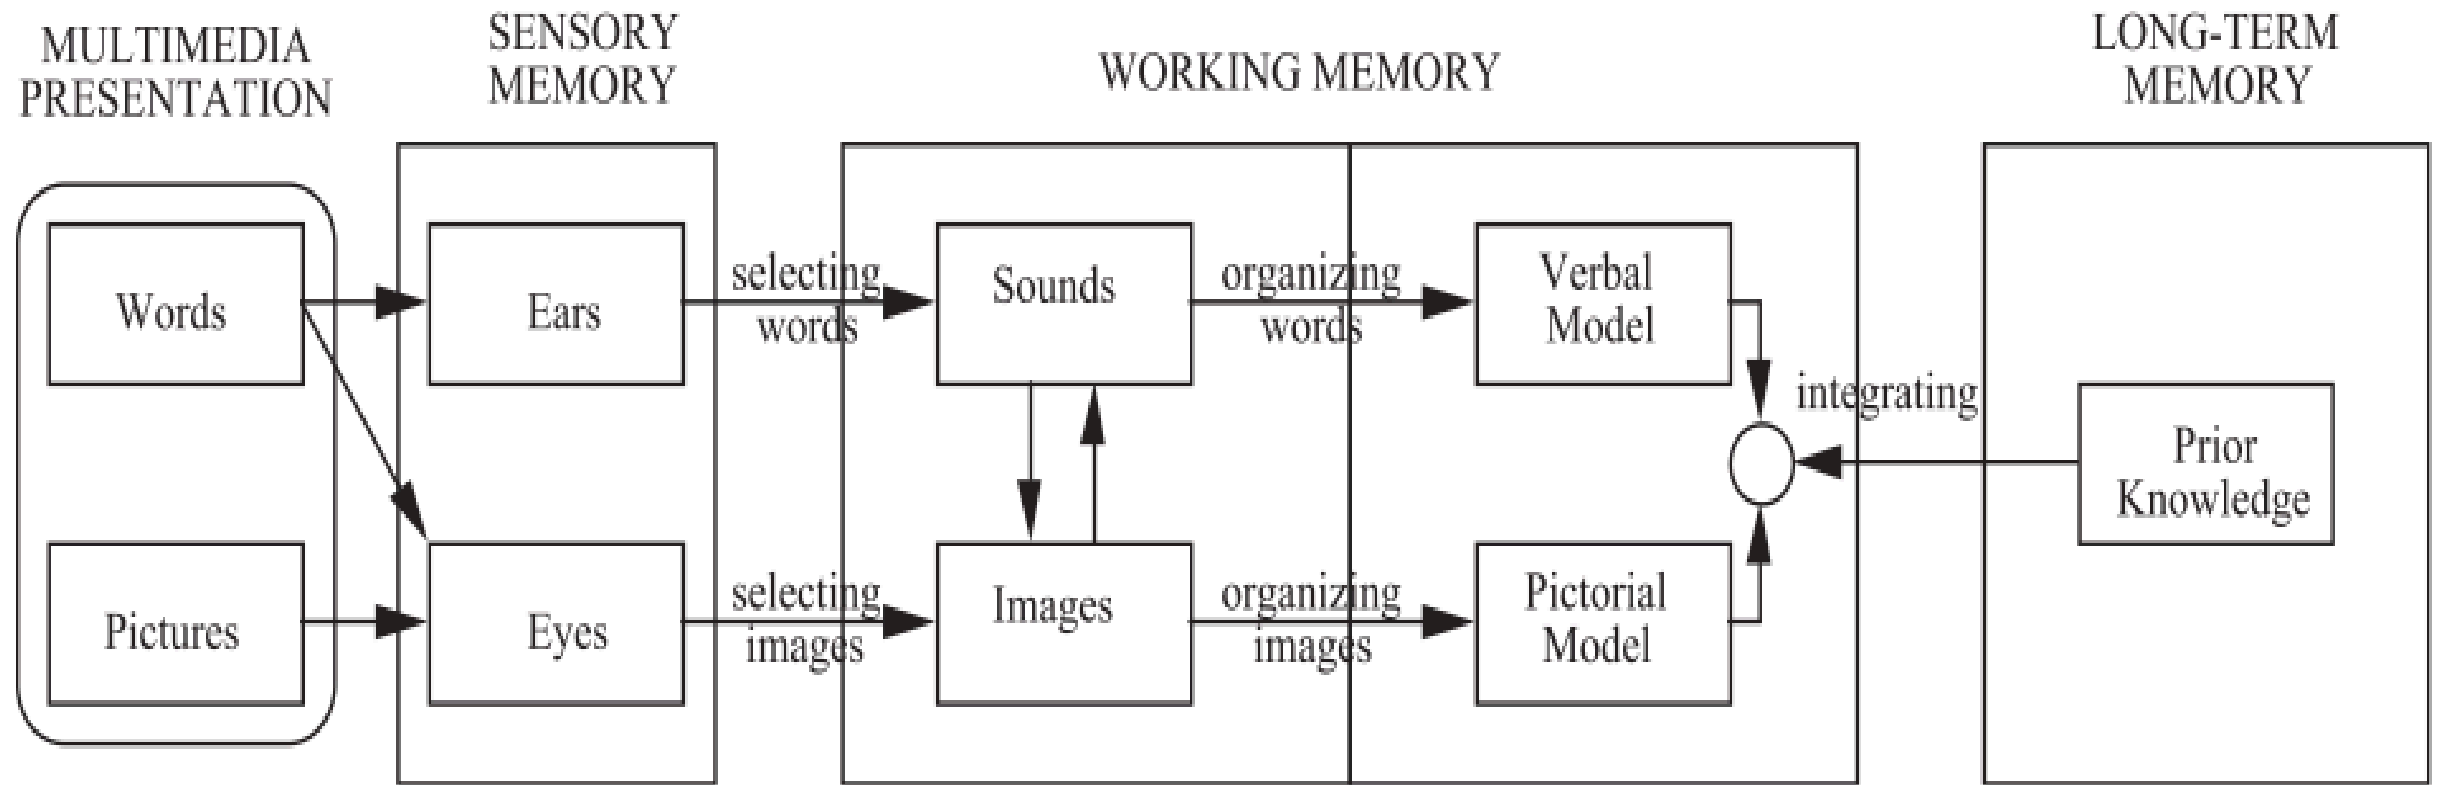 MULTIMEDIA
PRESENTATION
SENSORY
MEMORY
WORKING MEMORY
LONG-TERM
MEMORY
Words
Pictures
Ears
Eyes
selecting
words
selecting
images
Sounds
Images
organizing
words
organizing
images
Verbal
Model
Pictorial
Model
integrating
Prior
Knowledge